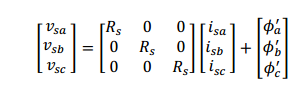 [v_sa v_sb v_sc] = [R_s 0 0; 0 R_s 0; 0 0 R_s] [i_sa i_sb i_sc] + [ϕ′_a ϕ′_b ϕ′_c]